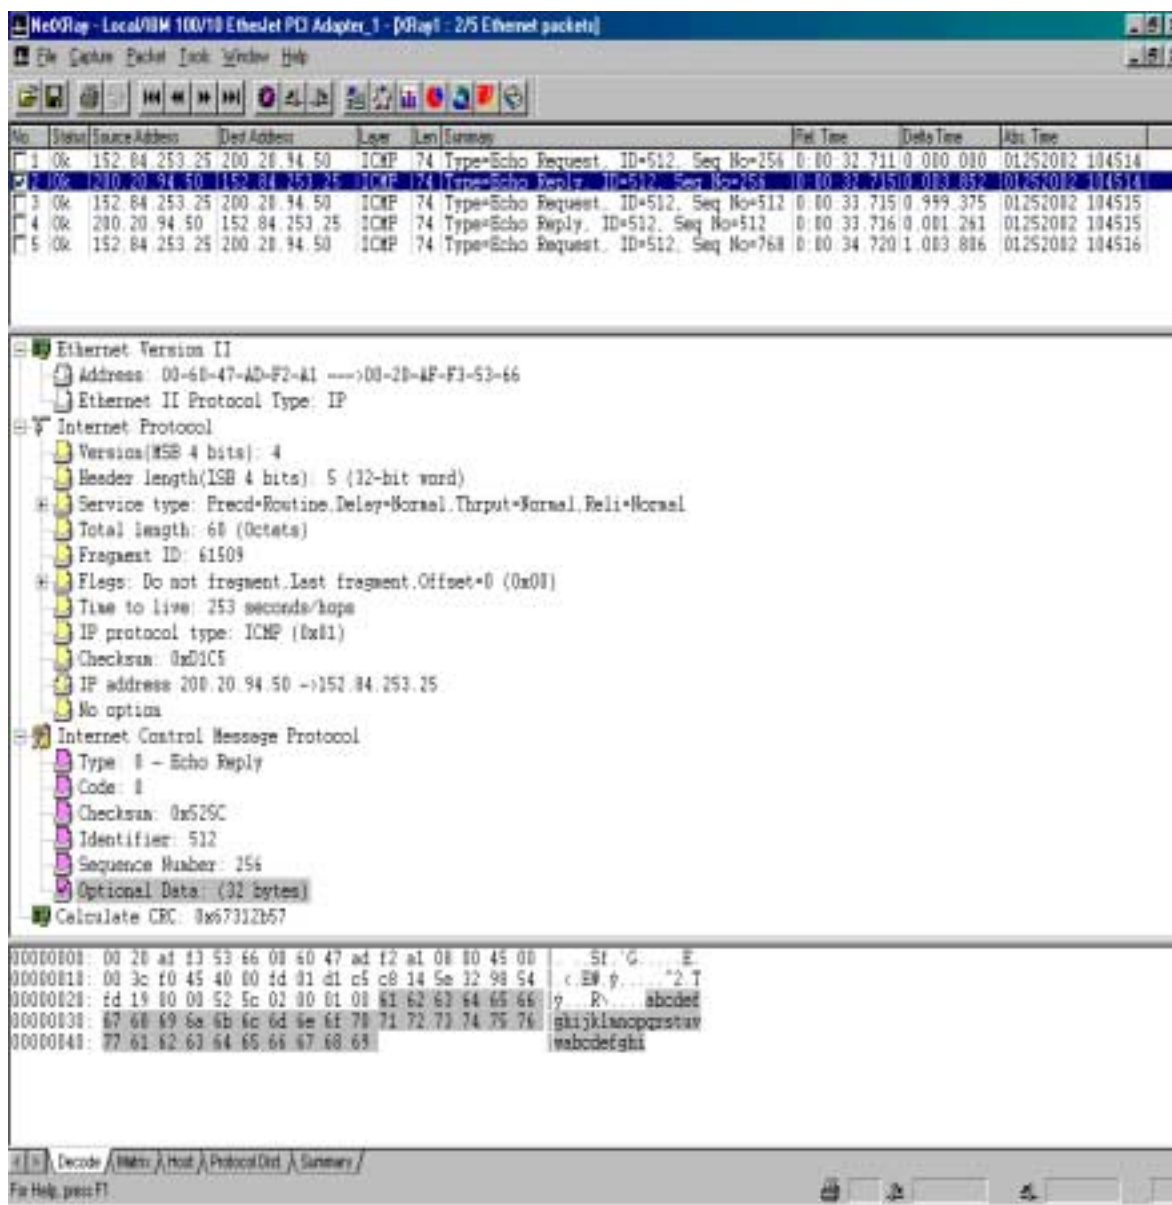 NetXRay - Local/IBM 100/10 EtherJet PCI Adapter_1 - [XRay1 : 2/5 Ethernet packets]
File Capture Packet Tools Window Help
No. Status Source Address Dest Address Layer Len Summary Rel. Time Delta Time Abs. Time
1 Ok 152.84.253.25 200.20.94.50 ICMP 74 Type=Echo Request, ID=512, Seq No=256 0:00:32.711 0.000.000 01252002 104514
2 Ok 200.20.94.50 152.84.253.25 ICMP 74 Type=Echo Reply, ID=512, Seq No=256 0:00:32.715 0.003.852 01252002 104514
3 Ok 152.84.253.25 200.20.94.50 ICMP 74 Type=Echo Request, ID=512, Seq No=512 0:00:33.715 0.999.375 01252002 104515
4 Ok 200.20.94.50 152.84.253.25 ICMP 74 Type=Echo Reply, ID=512, Seq No=512 0:00:33.716 0.001.261 01252002 104515
5 Ok 152.84.253.25 200.20.94.50 ICMP 74 Type=Echo Request, ID=512, Seq No=768 0:00:34.720 1.003.886 01252002 104516
Ethernet Version II
Address: 00-60-47-AD-F2-A1 --->00-20-AF-F3-53-66
Ethernet II Protocol Type: IP
Internet Protocol
Version(MSB 4 bits): 4
Header length(LSB 4 bits): 5 (32-bit word)
Service type: Precd=Routine,Delay=Normal,Thrput=Normal,Reli=Normal
Total length: 60 (Octets)
Fragment ID: 61509
Flags: Do not fragment,Last fragment,Offset=0 (0x00)
Time to live: 253 seconds/hops
IP protocol type: ICMP (0x01)
Checksum: 0xD1C5
IP address 200.20.94.50 ->152.84.253.25
No option
Internet Control Message Protocol
Type: 0 - Echo Reply
Code: 0
Checksum: 0x525C
Identifier: 512
Sequence Number: 256
Optional Data: (32 bytes)
Calculate CRC: 0x67312b57
00000000: 00 20 af f3 53 66 00 60 47 ad f2 a1 08 00 45 00 | . ..Sf.`G.....E.
00000010: 00 3c f0 45 40 00 fd 01 d1 c5 c8 14 5e 32 98 54
00000020: fd 19 00 00 52 5c 02 00 01 00 61 62 63 64 65 66 | ý...R\....abcdef
00000030: 67 68 69 6a 6b 6c 6d 6e 6f 70 71 72 73 74 75 76 | ghijklmnopqrstuv
00000040: 77 61 62 63 64 65 66 67 68 69 | wabcdefghi
Decode Matrix Host Protocol Dist Summary
For Help, press F1